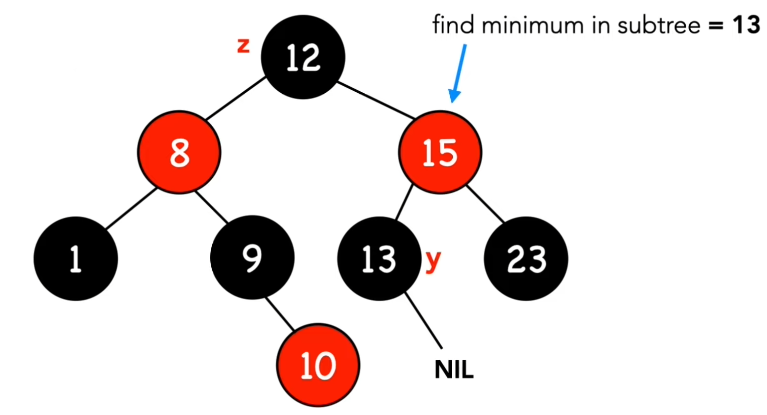 find minimum in subtree = 13
z
12
8
15
1
9
13
y
23
10
NIL